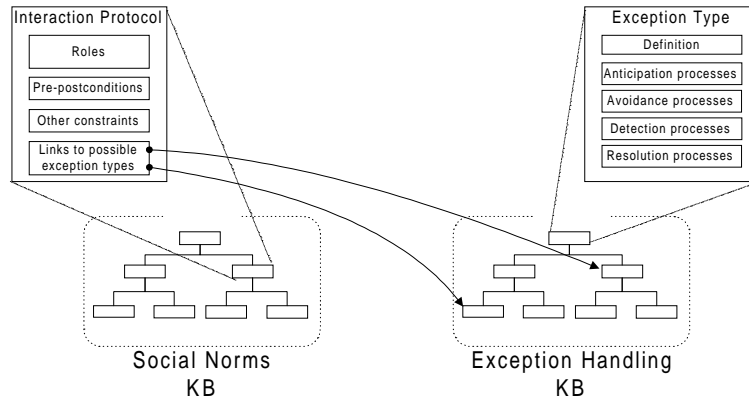 Interaction Protocol
Roles
Pre-postconditions
Other constraints
Links to possible
exception types
Exception Type
Definition
Anticipation processes
Avoidance processes
Detection processes
Resolution processes
Social Norms
KB
Exception Handling
KB